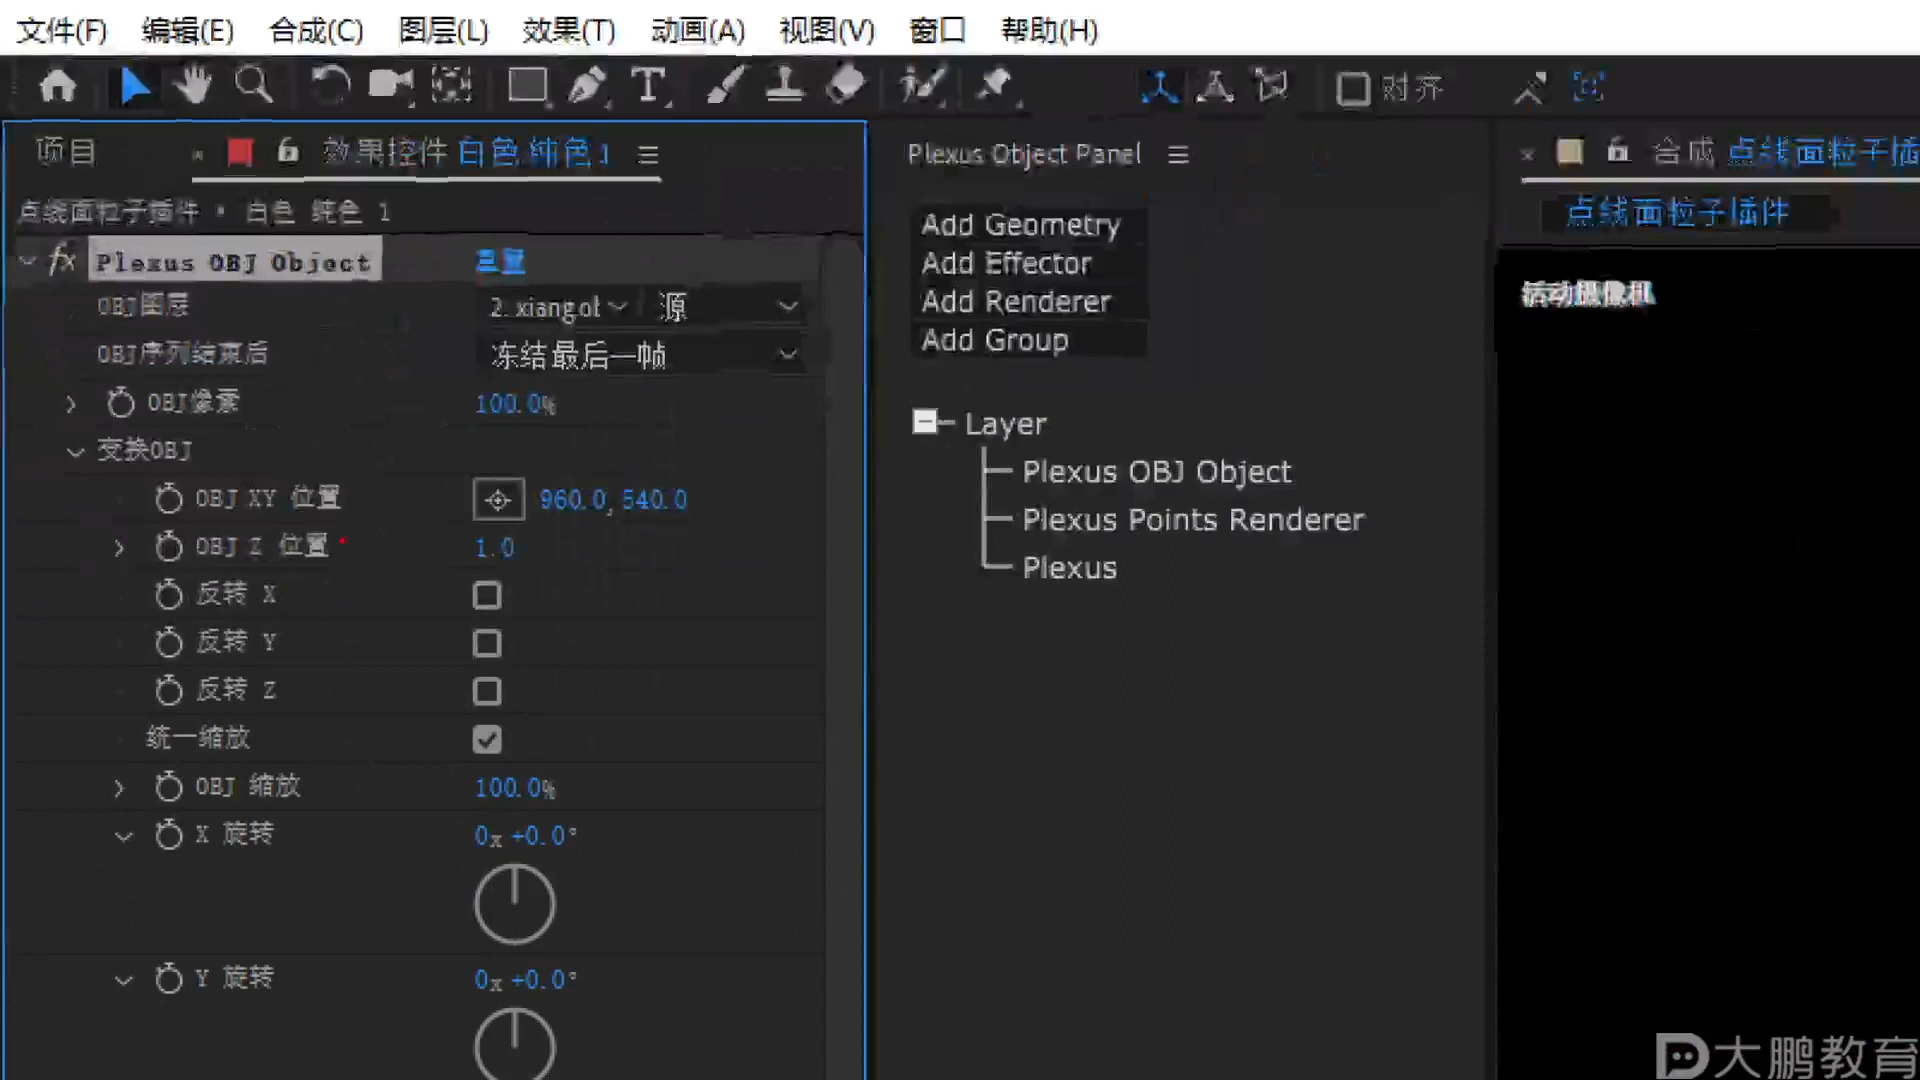 文件(F) 编辑(E) 合成(C) 图层(L) 效果(T) 动画(A) 视图(V) 窗口 帮助(H)
对齐
项目 效果控件 白色 纯色 1
点线面粒子插件 • 白色 纯色 1
fx Plexus OBJ Object 重置
OBJ图层 2. xiangot 源
OBJ序列结束后 冻结最后一帧
OBJ像素 100.0%
变换OBJ
OBJ XY 位置 960.0, 540.0
OBJ Z 位置 1.0
反转 X
反转 Y
反转 Z
统一缩放
OBJ 缩放 100.0%
X 旋转 0x +0.0°
Y 旋转 0x +0.0°
Plexus Object Panel
Add Geometry
Add Effector
Add Renderer
Add Group
Layer
Plexus OBJ Object
Plexus Points Renderer
Plexus
合成 点线面粒子插
点线面粒子插件
活动摄像机
大鹏教育